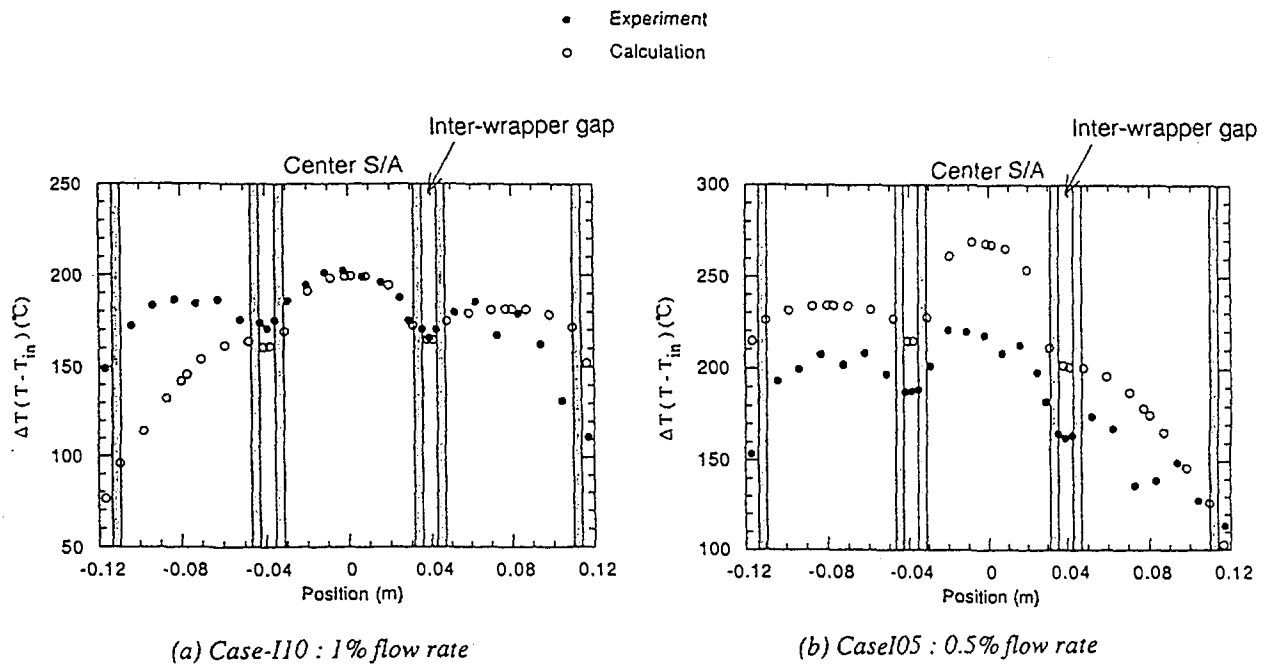 Experiment
Calculation
Inter-wrapper gap
Center S/A
250
200
150
100
50
ΔT ( T - Tin ) (℃)
-0.12 -0.08 -0.04 0 0.04 0.08 0.12
Position (m)
(a) Case-I10 : 1% flow rate
Inter-wrapper gap
Center S/A
300
250
200
150
100
ΔT ( T - Tin ) (℃)
-0.12 -0.08 -0.04 0 0.04 0.08 0.12
Position (m)
(b) CaseI05 : 0.5% flow rate